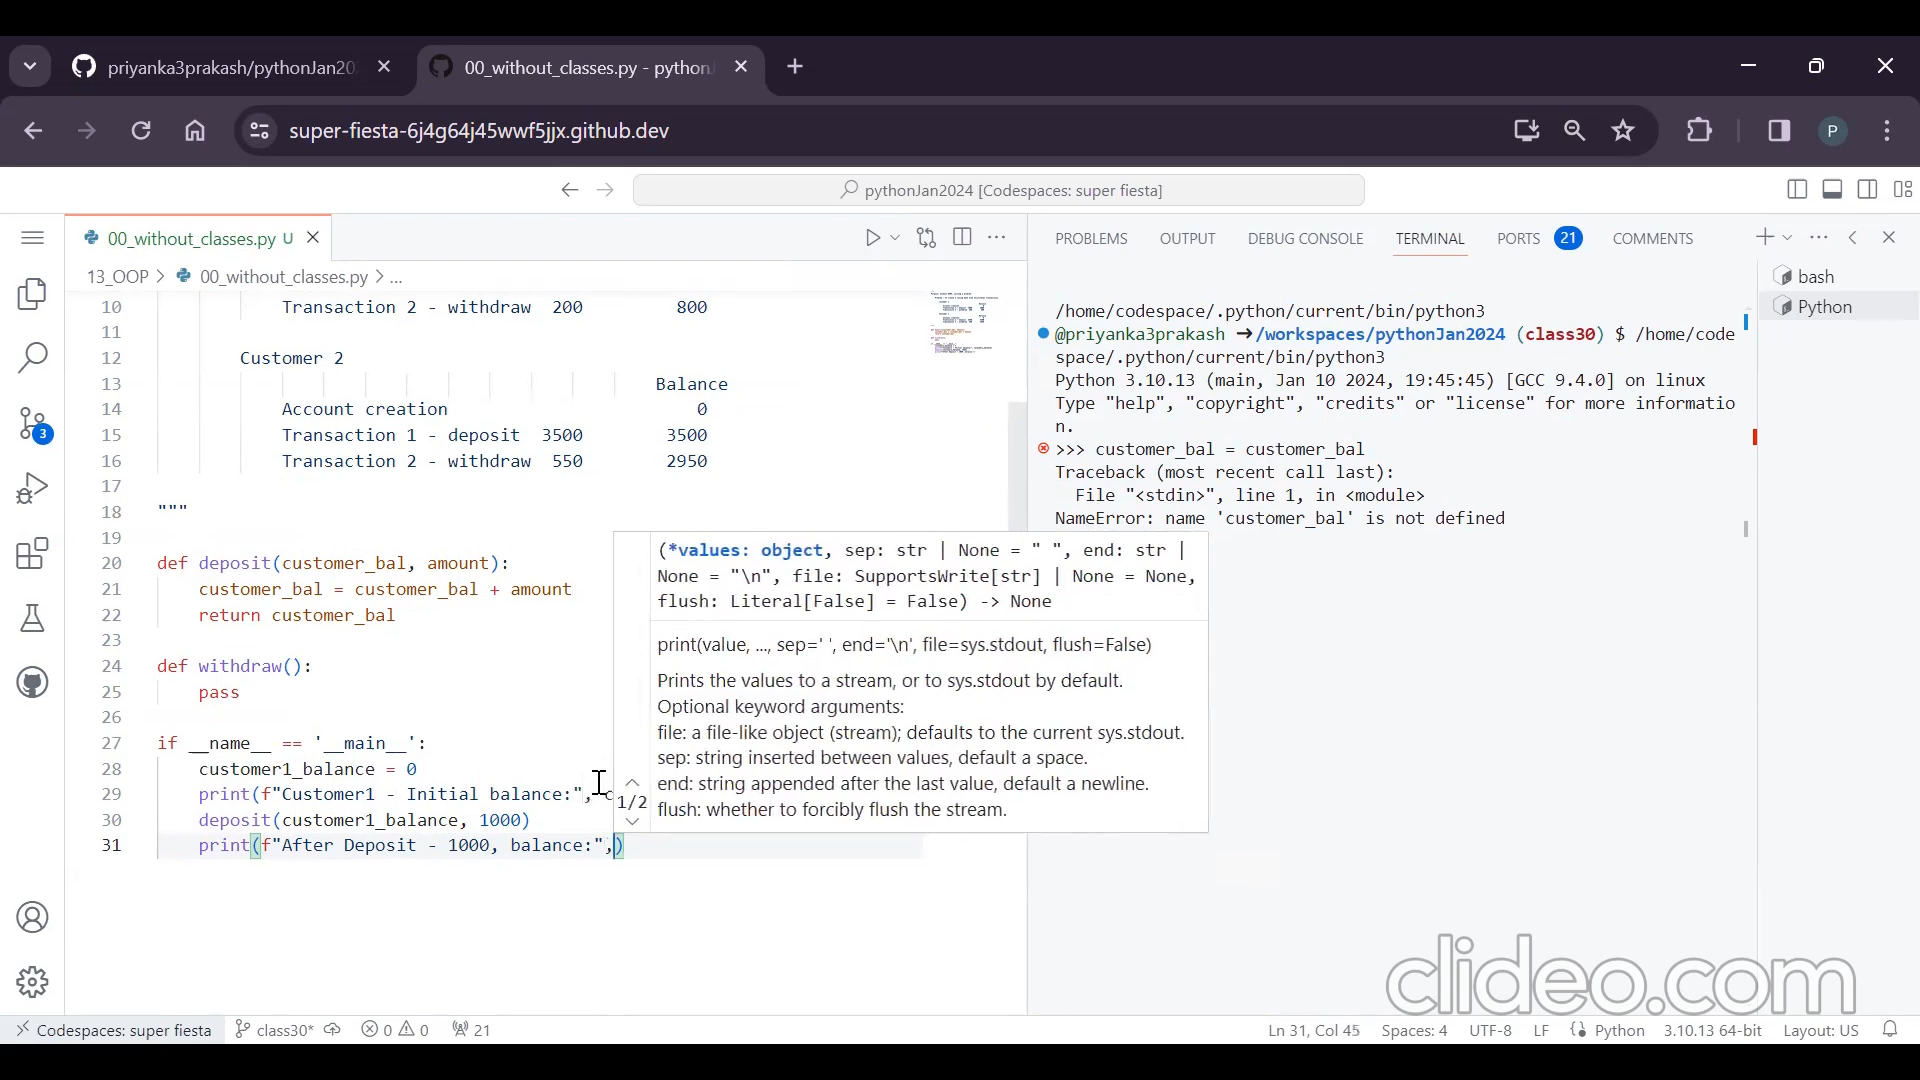 priyanka3prakash/pythonJan20
00_without_classes.py - python
super-fiesta-6j4g64j45wwf5jjx.github.dev
P
pythonJan2024 [Codespaces: super fiesta]
00_without_classes.py U
13_OOP > 00_without_classes.py > ...
10 Transaction 2 - withdraw 200 800
11
12 Customer 2
13 Balance
14 Account creation 0
15 Transaction 1 - deposit 3500 3500
16 Transaction 2 - withdraw 550 2950
17
18 """
19
20 def deposit(customer_bal, amount):
21 customer_bal = customer_bal + amount
22 return customer_bal
23
24 def withdraw():
25 pass
26
27 if __name__ == '__main__':
28 customer1_balance = 0
29 print(f"Customer1 - Initial balance:", c
30 deposit(customer1_balance, 1000)
31 print(f"After Deposit - 1000, balance:",)
(*values: object, sep: str | None = " ", end: str |
None = "\n", file: SupportsWrite[str] | None = None,
flush: Literal[False] = False) -> None
print(value, ..., sep=' ', end='\n', file=sys.stdout, flush=False)
Prints the values to a stream, or to sys.stdout by default.
Optional keyword arguments:
file: a file-like object (stream); defaults to the current sys.stdout.
sep: string inserted between values, default a space.
end: string appended after the last value, default a newline.
flush: whether to forcibly flush the stream.
1/2
PROBLEMS OUTPUT DEBUG CONSOLE TERMINAL PORTS 21 COMMENTS
/home/codespace/.python/current/bin/python3
@priyanka3prakash ➜/workspaces/pythonJan2024 (class30) $ /home/code
space/.python/current/bin/python3
Python 3.10.13 (main, Jan 10 2024, 19:45:45) [GCC 9.4.0] on linux
Type "help", "copyright", "credits" or "license" for more informatio
n.
>>> customer_bal = customer_bal
Traceback (most recent call last):
File "<stdin>", line 1, in <module>
NameError: name 'customer_bal' is not defined
bash
Python
3
clideo.com
Codespaces: super fiesta class30* 0 0 21 Ln 31, Col 45 Spaces: 4 UTF-8 LF Python 3.10.13 64-bit Layout: US